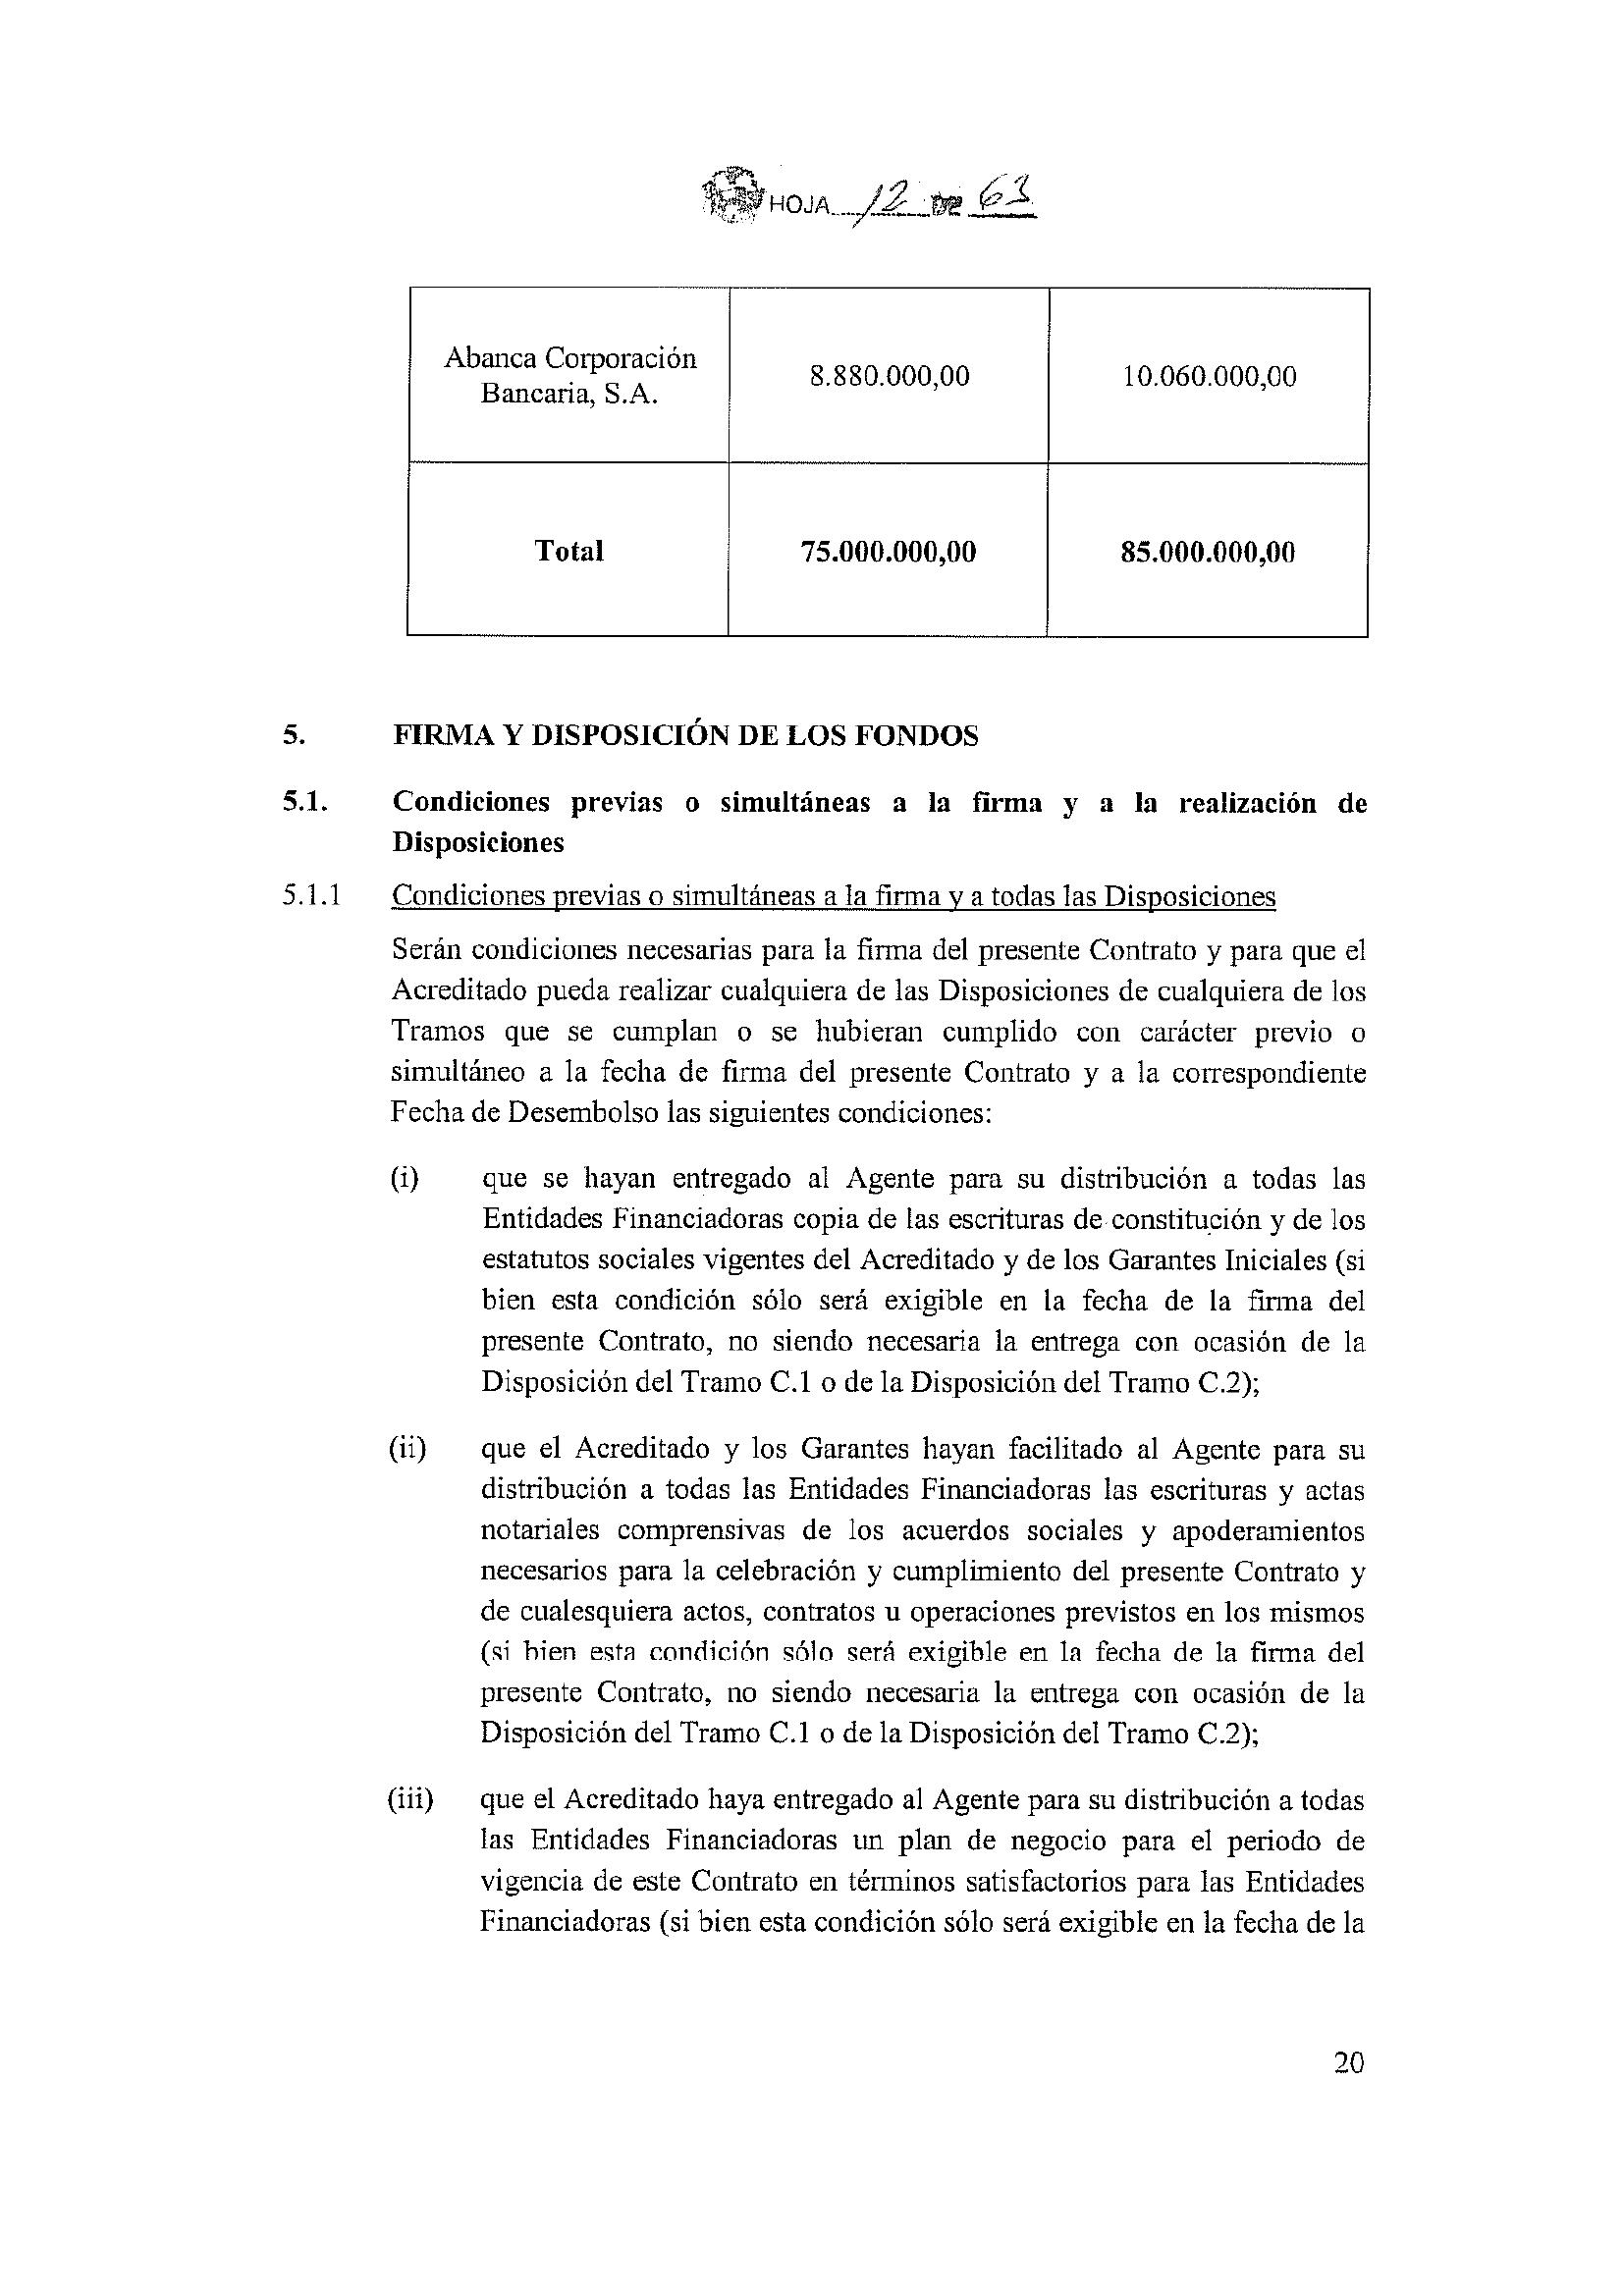 HOJA 12 DE 63
Abanca Corporación
Bancaria, S.A.
8.880.000,00
10.060.000,00
Total
75.000.000,00
85.000.000,00
5. FIRMA Y DISPOSICIÓN DE LOS FONDOS
5.1. Condiciones previas o simultáneas a la firma y a la realización de
Disposiciones
5.1.1 Condiciones previas o simultáneas a la firma y a todas las Disposiciones
Serán condiciones necesarias para la firma del presente Contrato y para que el
Acreditado pueda realizar cualquiera de las Disposiciones de cualquiera de los
Tramos que se cumplan o se hubieran cumplido con carácter previo o
simultáneo a la fecha de firma del presente Contrato y a la correspondiente
Fecha de Desembolso las siguientes condiciones:
(i) que se hayan entregado al Agente para su distribución a todas las
Entidades Financiadoras copia de las escrituras de constitución y de los
estatutos sociales vigentes del Acreditado y de los Garantes Iniciales (si
bien esta condición sólo será exigible en la fecha de la firma del
presente Contrato, no siendo necesaria la entrega con ocasión de la
Disposición del Tramo C.1 o de la Disposición del Tramo C.2);
(ii) que el Acreditado y los Garantes hayan facilitado al Agente para su
distribución a todas las Entidades Financiadoras las escrituras y actas
notariales comprensivas de los acuerdos sociales y apoderamientos
necesarios para la celebración y cumplimiento del presente Contrato y
de cualesquiera actos, contratos u operaciones previstos en los mismos
(si bien esta condición sólo será exigible en la fecha de la firma del
presente Contrato, no siendo necesaria la entrega con ocasión de la
Disposición del Tramo C.1 o de la Disposición del Tramo C.2);
(iii) que el Acreditado haya entregado al Agente para su distribución a todas
las Entidades Financiadoras un plan de negocio para el periodo de
vigencia de este Contrato en términos satisfactorios para las Entidades
Financiadoras (si bien esta condición sólo será exigible en la fecha de la
20